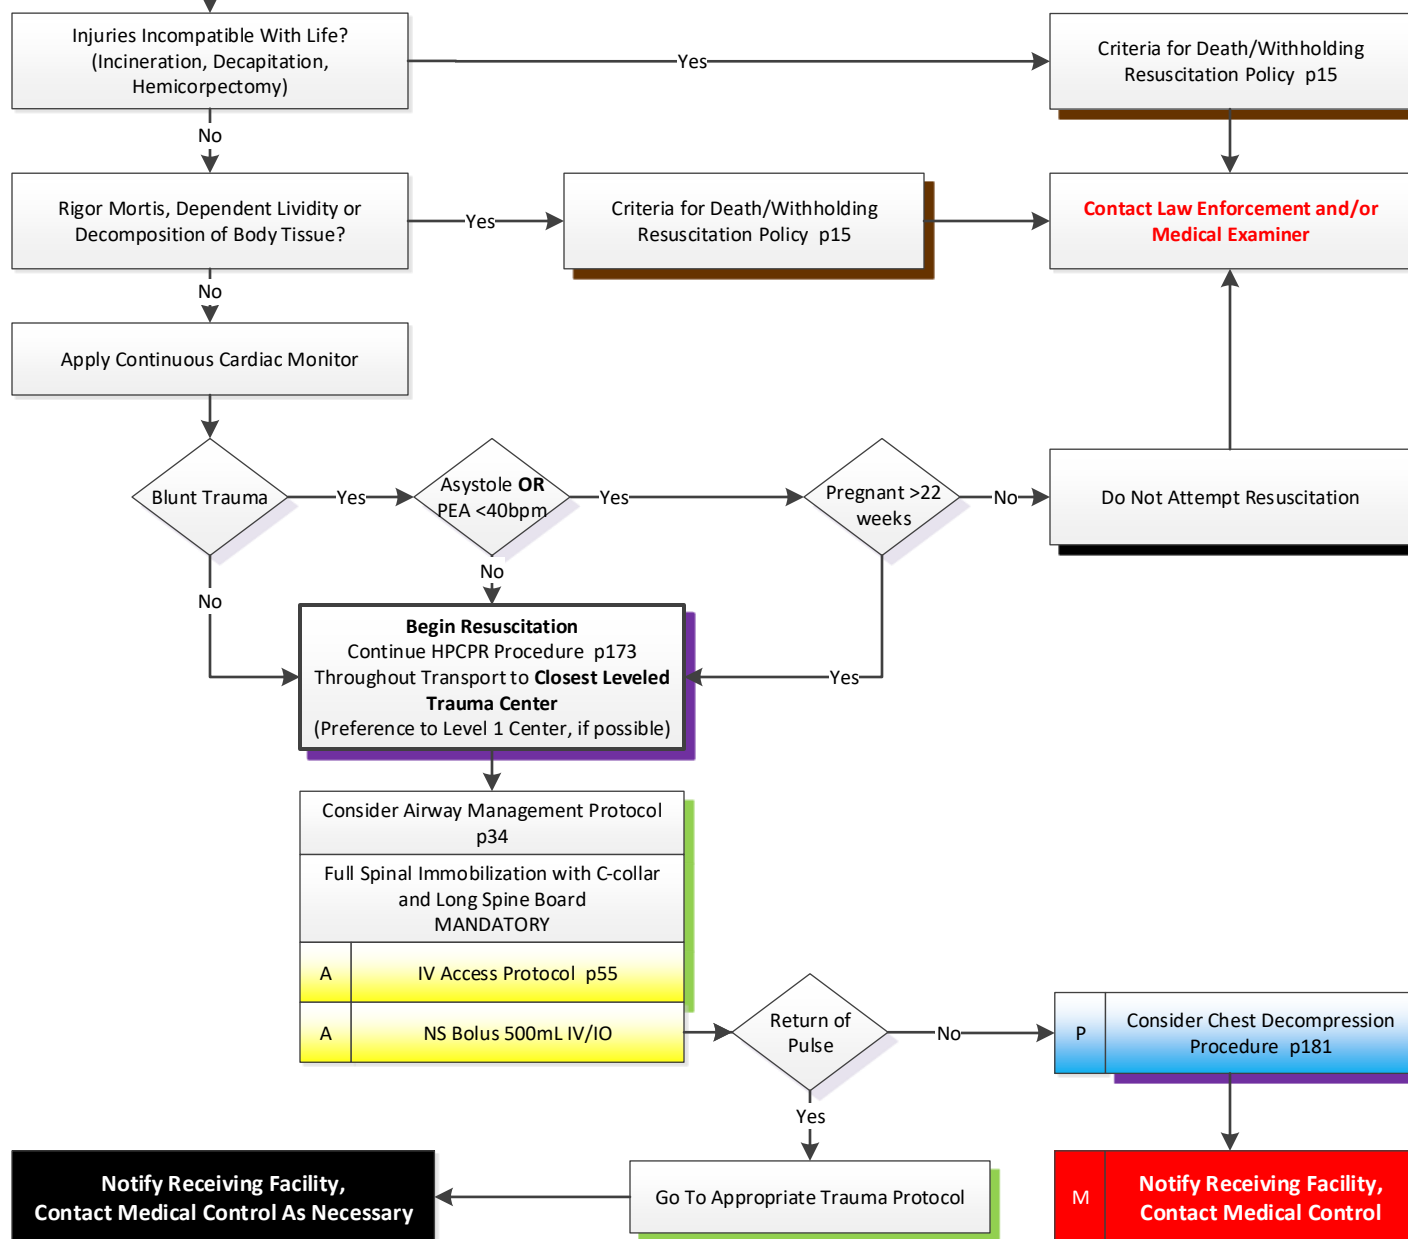 Injuries Incompatible With Life?
(Incineration, Decapitation,
Hemicorpectomy)
Yes
Criteria for Death/Withholding
Resuscitation Policy p15
No
Rigor Mortis, Dependent Lividity or
Decomposition of Body Tissue?
Yes
Criteria for Death/Withholding
Resuscitation Policy p15
Contact Law Enforcement and/or
Medical Examiner
No
Apply Continuous Cardiac Monitor
Blunt Trauma
Yes
Asystole OR
PEA <40bpm
Yes
Pregnant >22
weeks
No
Do Not Attempt Resuscitation
No
No
Begin Resuscitation
Continue HPCPR Procedure p173
Throughout Transport to Closest Leveled
Trauma Center
(Preference to Level 1 Center, if possible)
Yes
Consider Airway Management Protocol
p34
Full Spinal Immobilization with C-collar
and Long Spine Board
MANDATORY
A
IV Access Protocol p55
A
NS Bolus 500mL IV/IO
Return of
Pulse
No
P
Consider Chest Decompression
Procedure p181
Yes
Notify Receiving Facility,
Contact Medical Control As Necessary
Go To Appropriate Trauma Protocol
M
Notify Receiving Facility,
Contact Medical Control